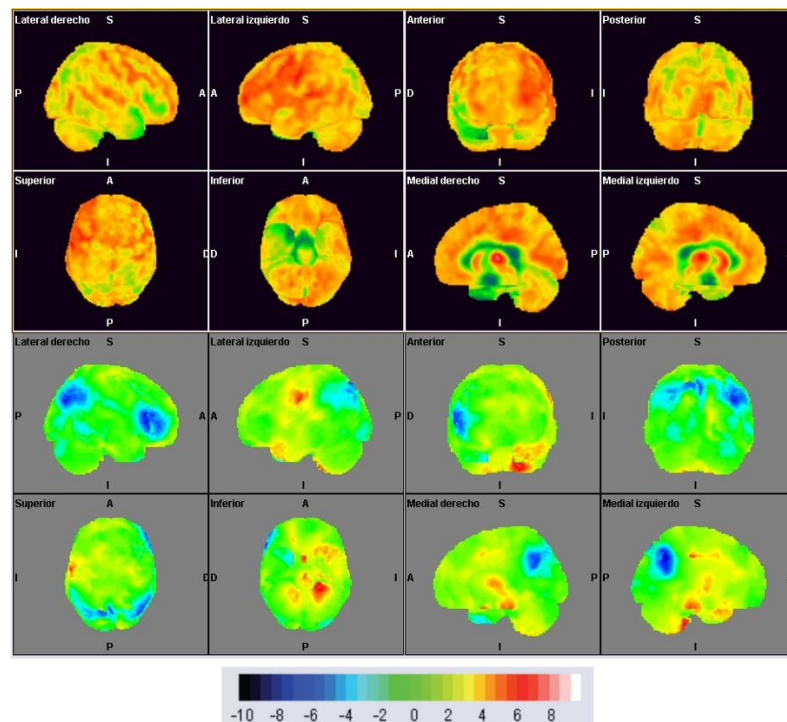 Lateral derecho S
Lateral izquierdo S
Anterior S
Posterior S
P A
A P
D I
I
I I I I
Superior A
Inferior A
Medial derecho S
Medial izquierdo S
I D
D I
A P
P
P P I I
Lateral derecho S
Lateral izquierdo S
Anterior S
Posterior S
P A
A P
D I
I
I I I I
Superior A
Inferior A
Medial derecho S
Medial izquierdo S
I D
D I
A P
P
P P I I
-10 -8 -6 -4 -2 0 2 4 6 8